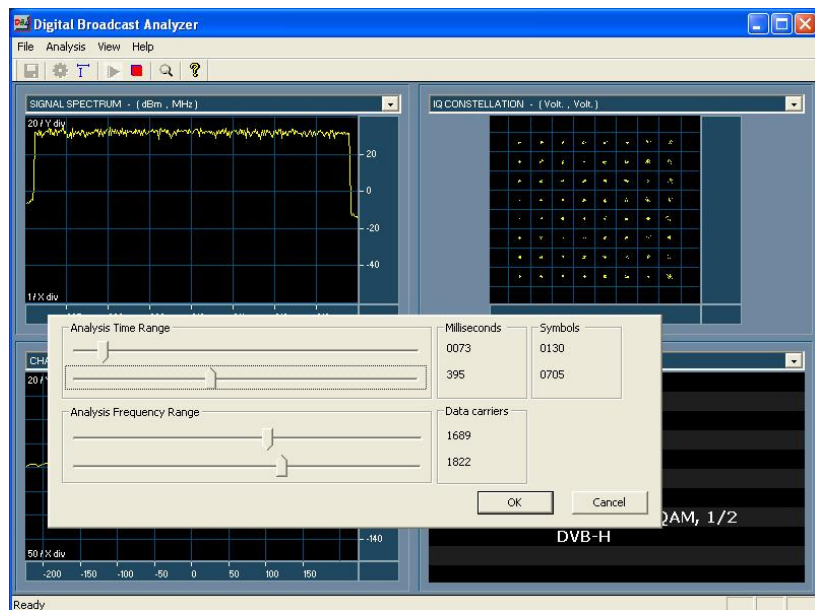 Digital Broadcast Analyzer
File Analysis View Help
SIGNAL SPECTRUM - ( dBm , MHz )
20 / Y div
20
0
-20
-40
1 / X div
IQ CONSTELLATION - ( Volt. , Volt. )
Analysis Time Range
Milliseconds
Symbols
0073
0130
395
0705
Analysis Frequency Range
Data carriers
1689
1822
OK
Cancel
QAM, 1/2
DVB-H
-140
50 / X div
-200 -150 -100 -50 0 50 100 150
Ready